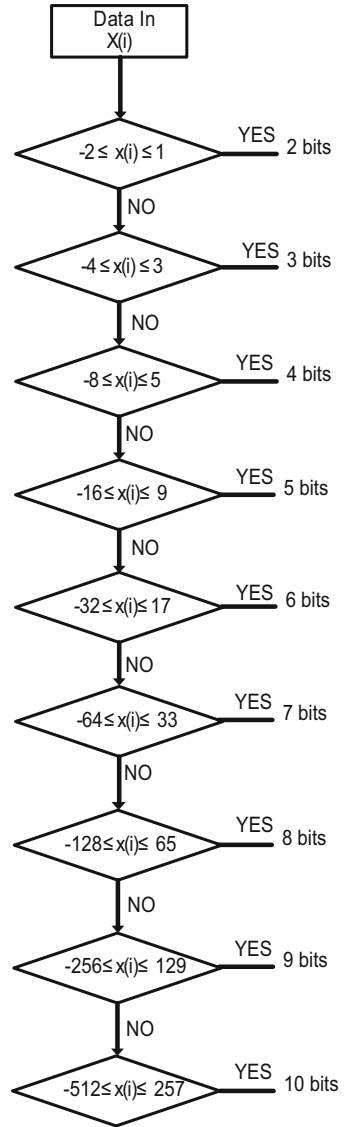 Data In
X(i)
YES
-2 ≤ x(i) ≤ 1
2 bits
NO
YES
-4 ≤ x(i) ≤ 3
3 bits
NO
YES
-8 ≤ x(i) ≤ 5
4 bits
NO
YES
-16 ≤ x(i) ≤ 9
5 bits
NO
YES
-32 ≤ x(i) ≤ 17
6 bits
NO
YES
-64 ≤ x(i) ≤ 33
7 bits
NO
YES
-128 ≤ x(i) ≤ 65
8 bits
NO
YES
-256 ≤ x(i) ≤ 129
9 bits
NO
YES
-512 ≤ x(i) ≤ 257
10 bits